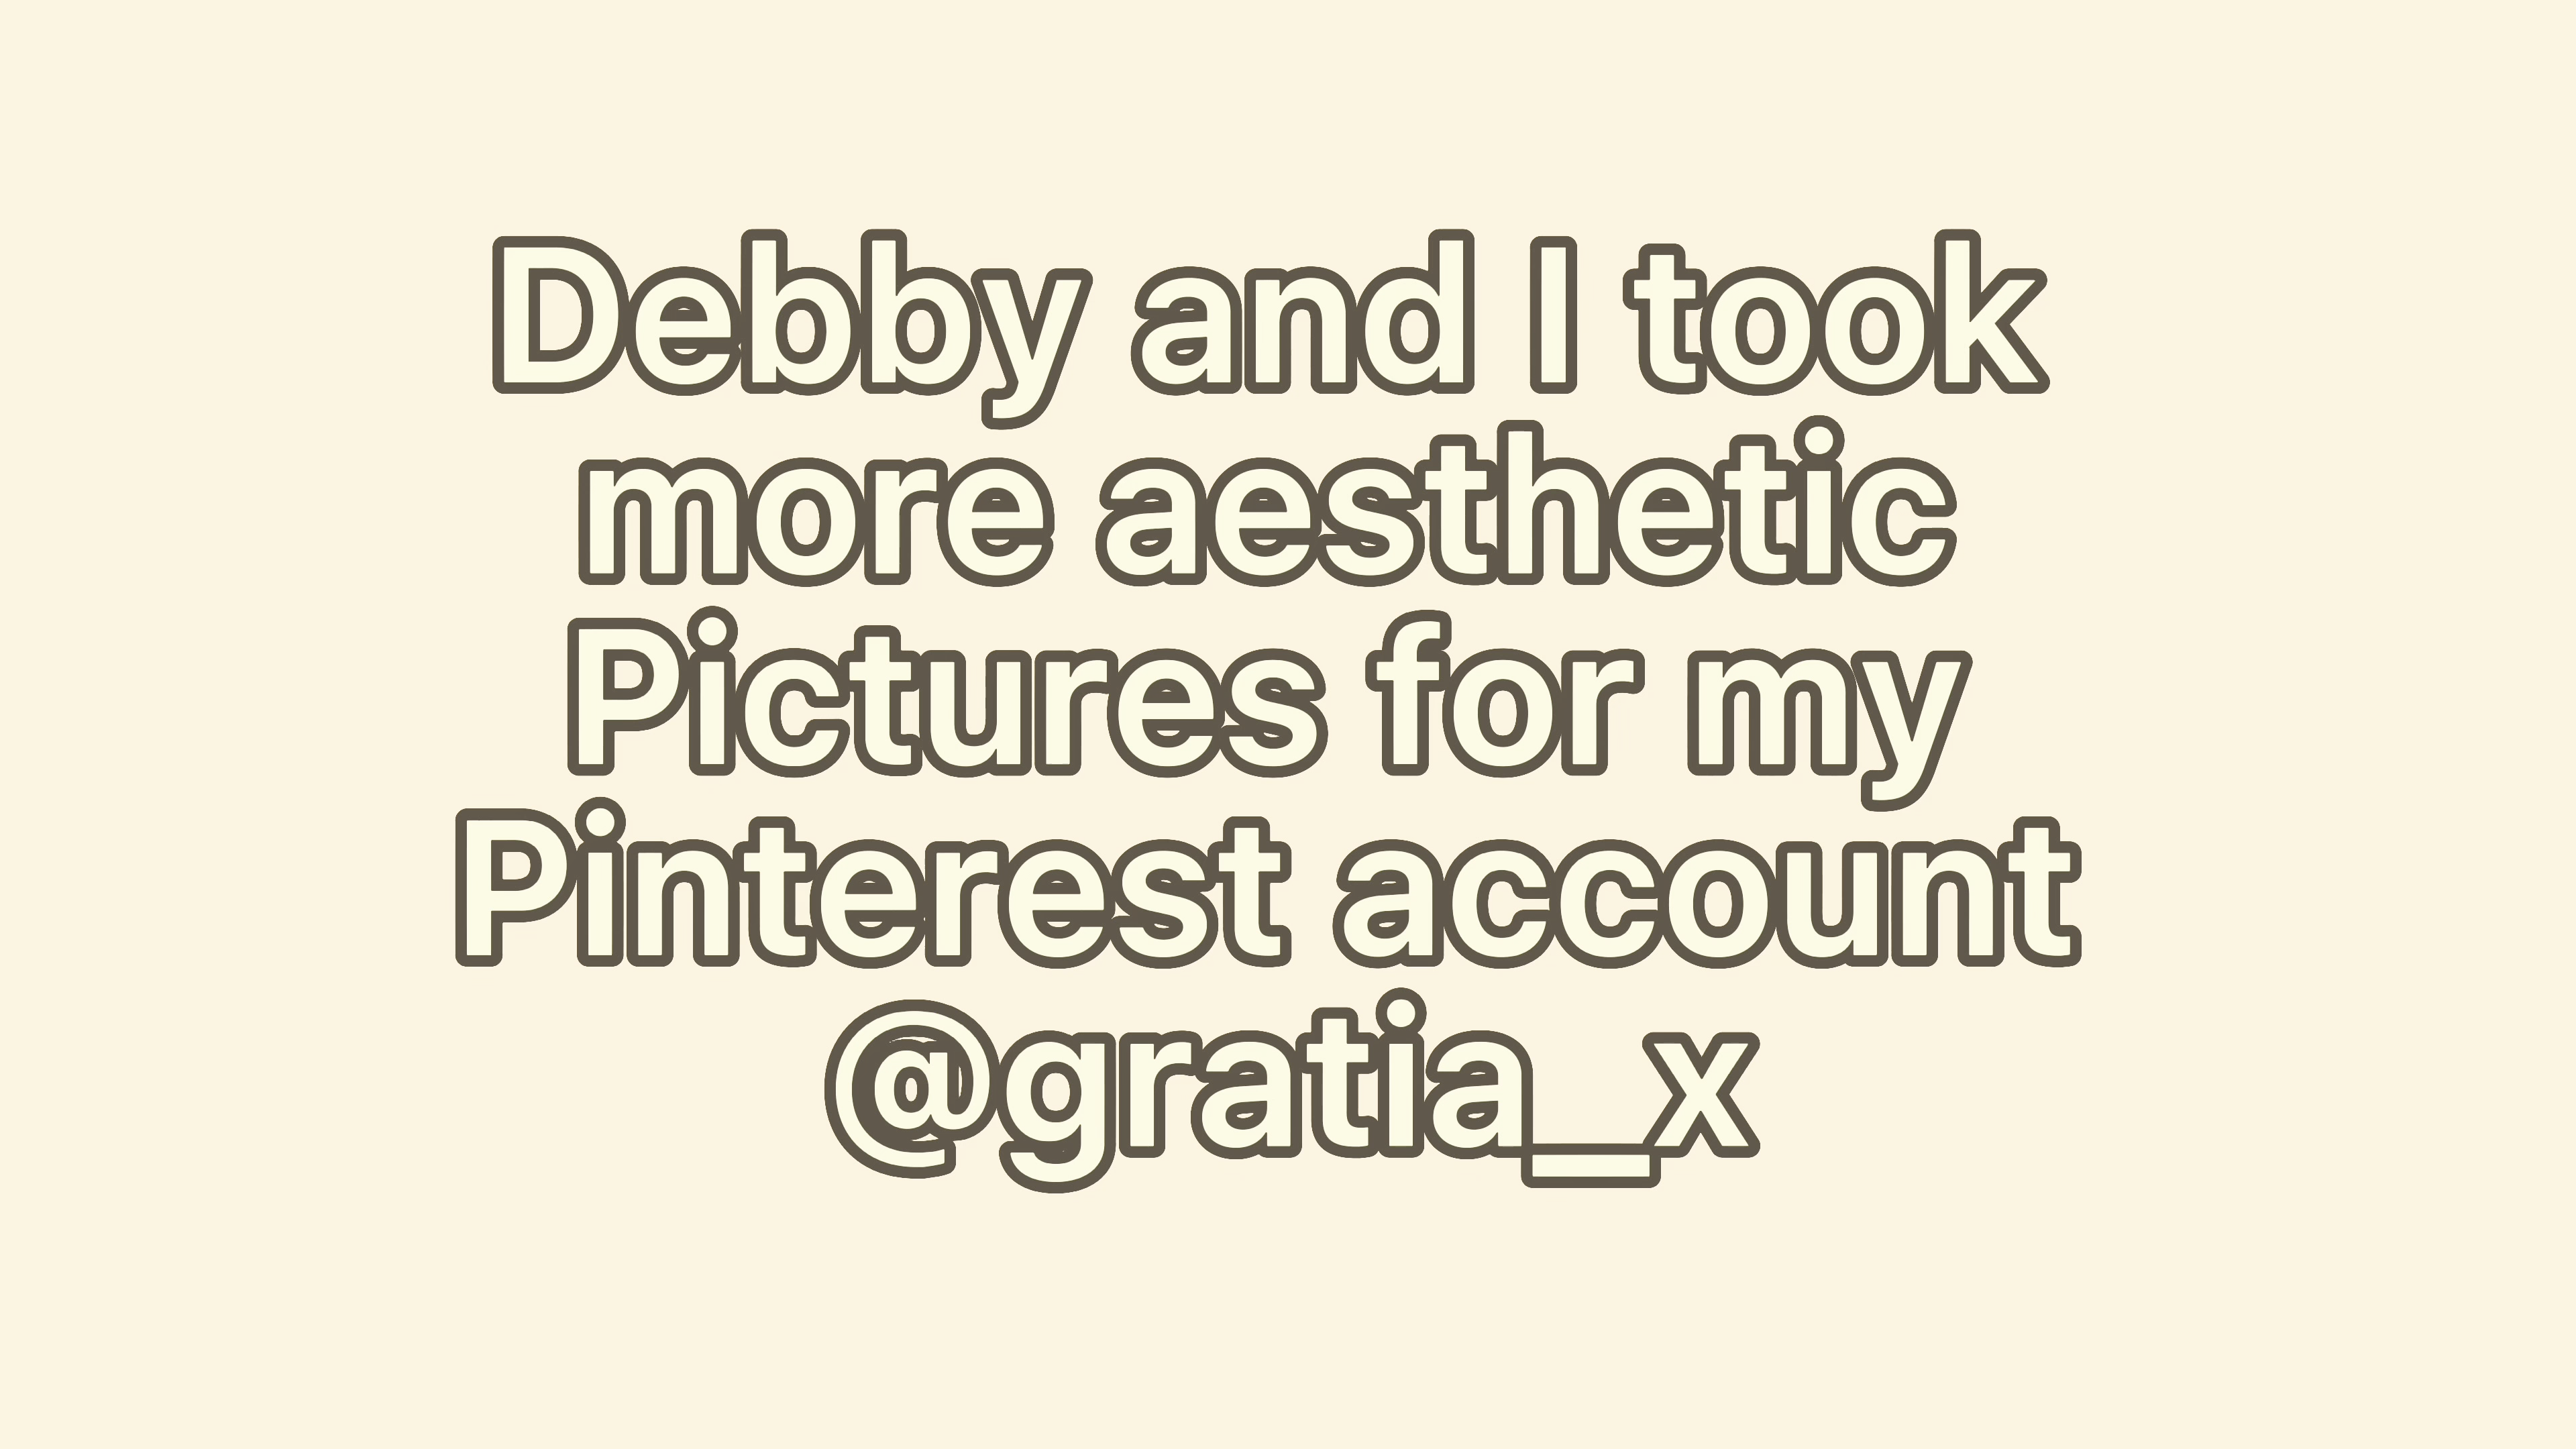 Debby and I took
more aesthetic
Pictures for my
Pinterest account
@gratia_x